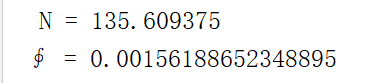 N = 135.609375
∮ = 0.00156188652348895